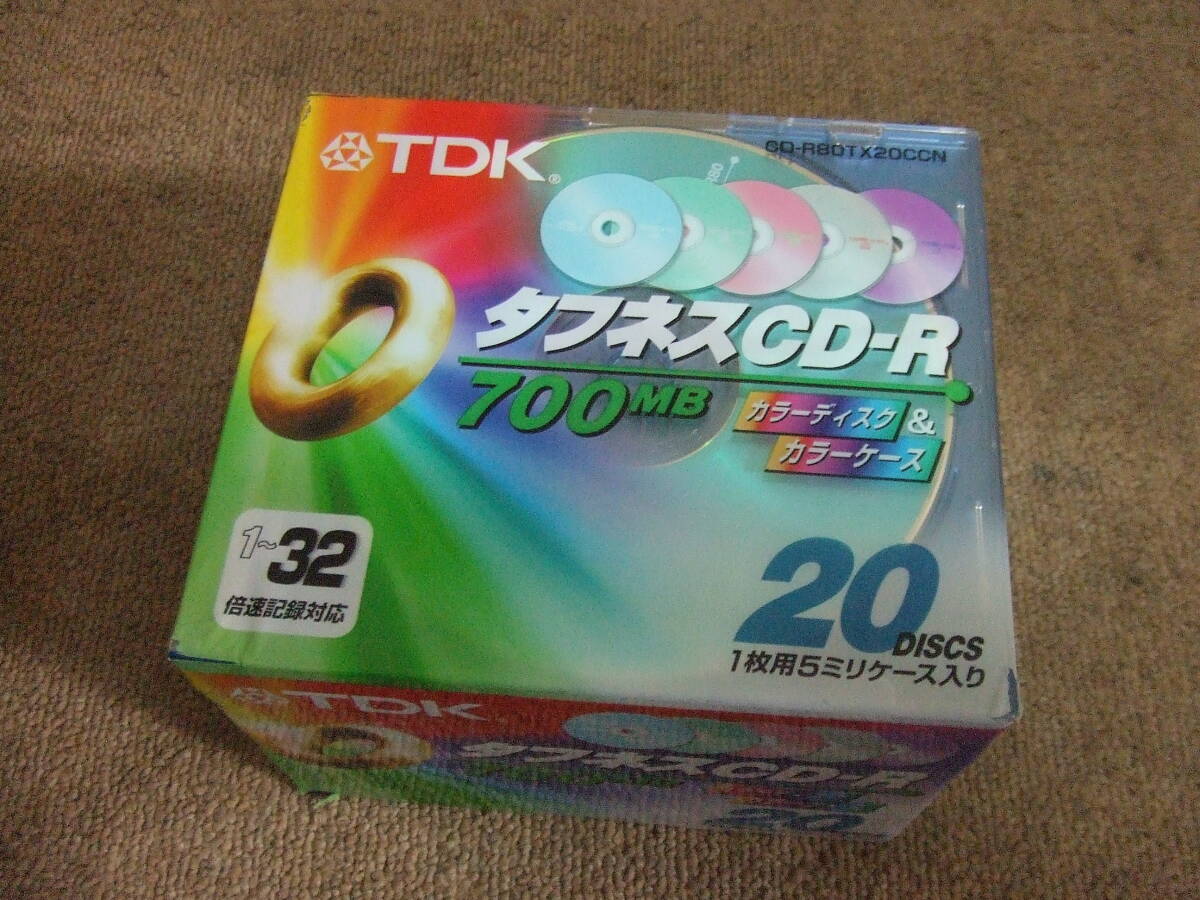 TDK®
CD-R80TX20CCN
R80
タフネスCD-R
700MB
カラーディスク &
カラーケース
1~32
倍速記録対応
20 DISCS
1枚用5ミリケース入り
TDK
タフネスCD-R
20